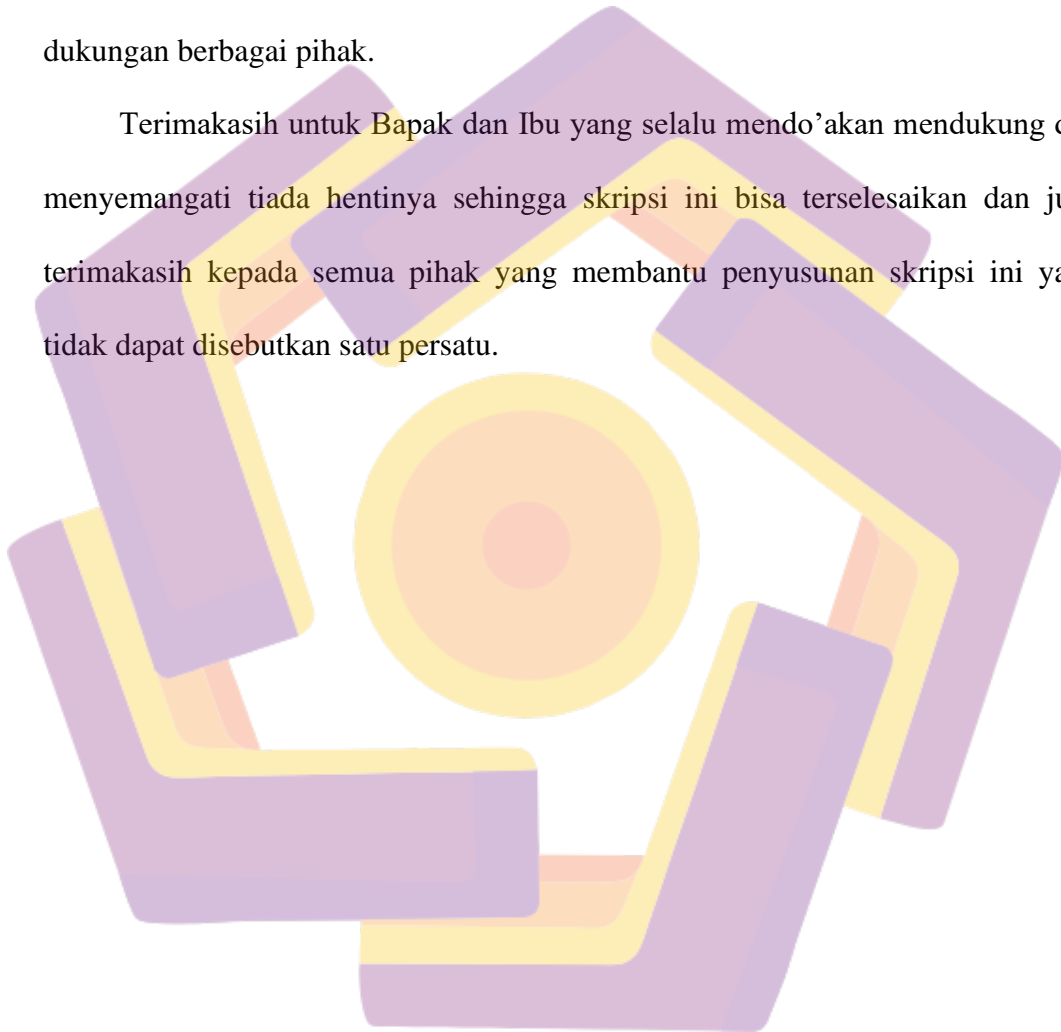 dukungan berbagai pihak.
Terimakasih untuk Bapak dan Ibu yang selalu mendo’akan mendukung
menyemangati tiada hentinya sehingga skripsi ini bisa terselesaikan dan
terimakasih kepada semua pihak yang membantu penyusunan skripsi ini
tidak dapat disebutkan satu persatu.